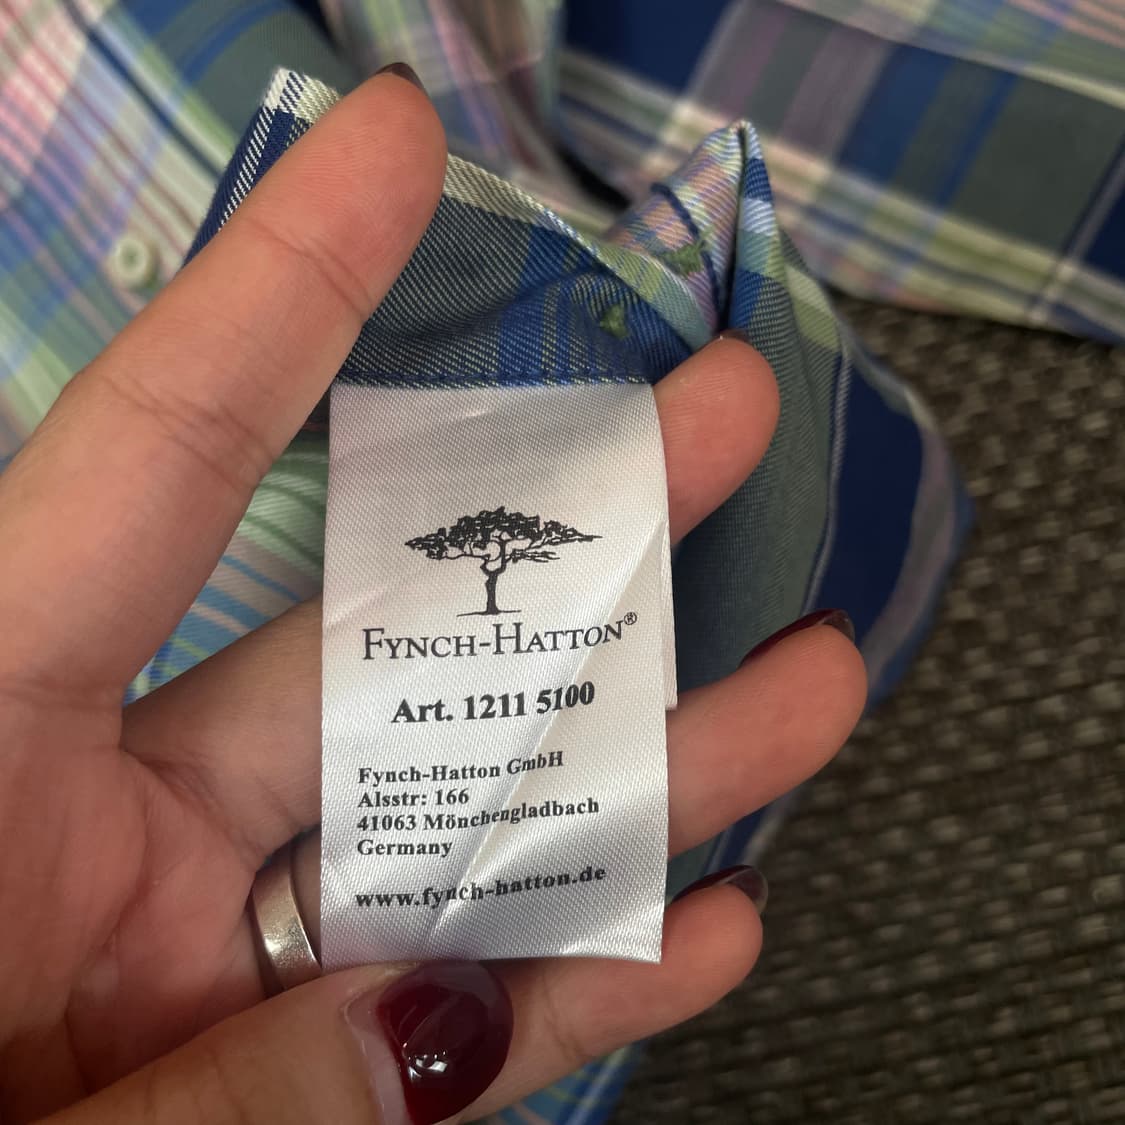 FYNCH-HATTON®
Art. 1211 5100
Fynch-Hatton GmbH
Alsstr: 166
41063 Mönchengladbach
Germany
www.fynch-hatton.de